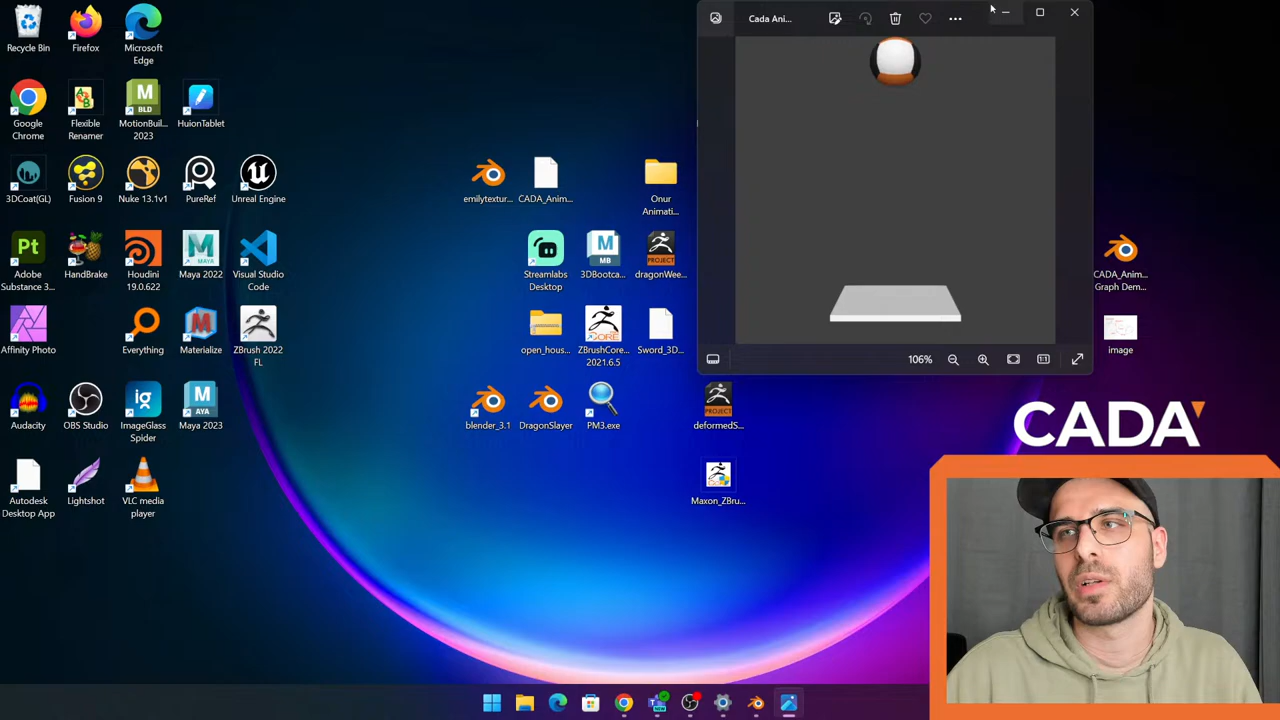 Cada Ani...
Recycle Bin
Firefox
Microsoft
Edge
Google
Chrome
Flexible
Renamer
MotionBuil...
2023
HuionTablet
3DCoat(GL)
Fusion 9
Nuke 13.1v1
PureRef
Unreal Engine
emilytextur...
CADA_Anim...
Onur
Animati...
Adobe
Substance 3...
HandBrake
Houdini
19.0.622
Maya 2022
Visual Studio
Code
Streamlabs
Desktop
3DBootca...
dragonWee...
CADA_Anim...
Graph Dem...
Affinity Photo
Everything
Materialize
ZBrush 2022
FL
open_hous...
ZBrushCore...
2021.6.5
Sword_3D...
image
106%
1:1
Audacity
OBS Studio
ImageGlass
Spider
Maya 2023
blender_3.1
DragonSlayer
PM3.exe
PROJECT
deformedS...
CADA
Autodesk
Desktop App
Lightshot
VLC media
player
Maxon_ZBru...